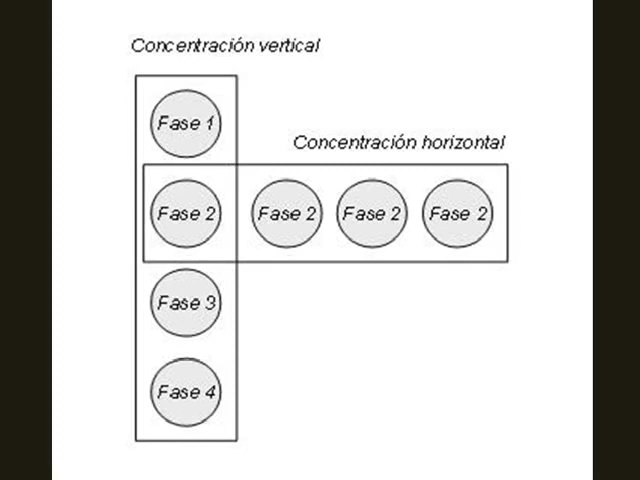 Concentración vertical
Fase 1
Concentración horizontal
Fase 2 Fase 2 Fase 2 Fase 2
Fase 3
Fase 4